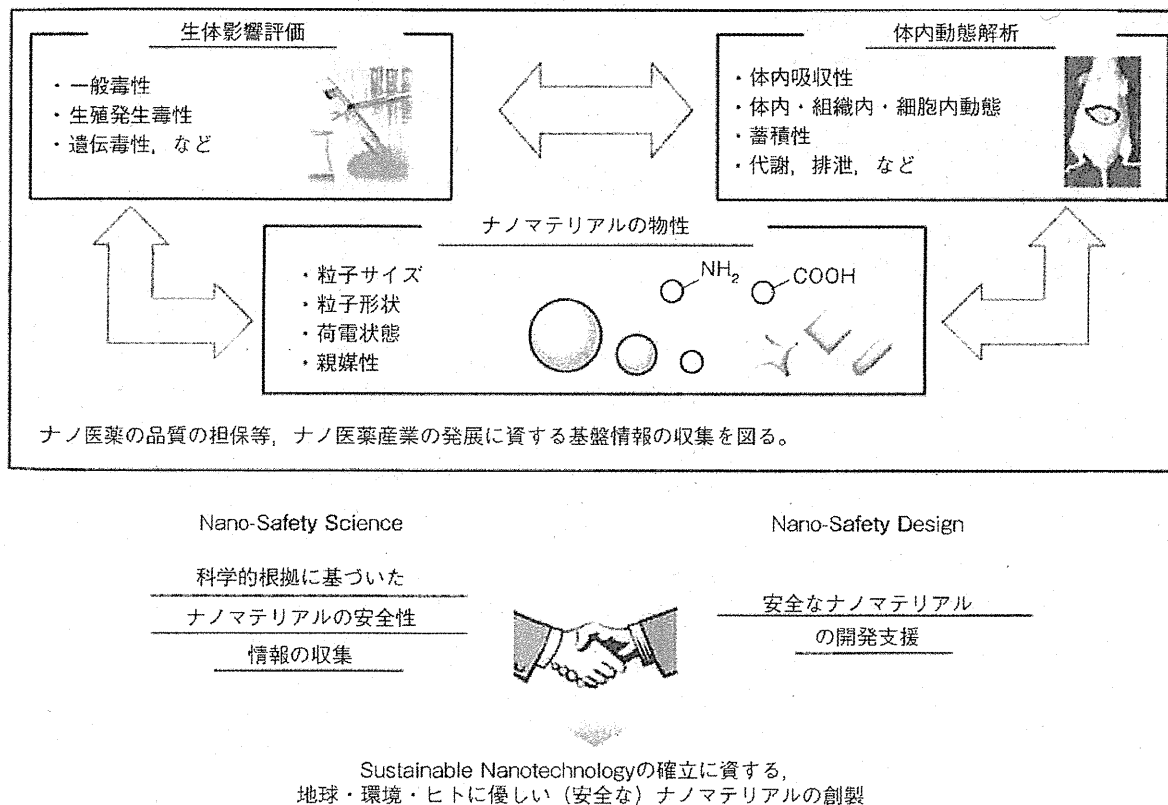 生体影響評価
・一般毒性
・生殖発生毒性
・遺伝毒性，など
体内動態解析
・体内吸収性
・体内・組織内・細胞内動態
・蓄積性
・代謝，排泄，など
ナノマテリアルの物性
・粒子サイズ
・粒子形状
・荷電状態
・親媒性
NH₂
COOH
ナノ医薬の品質の担保等，ナノ医薬産業の発展に資する基盤情報の収集を図る。
Nano-Safety Science
科学的根拠に基づいた
ナノマテリアルの安全性
情報の収集
Nano-Safety Design
安全なナノマテリアル
の開発支援
Sustainable Nanotechnologyの確立に資する，
地球・環境・ヒトに優しい（安全な）ナノマテリアルの創製